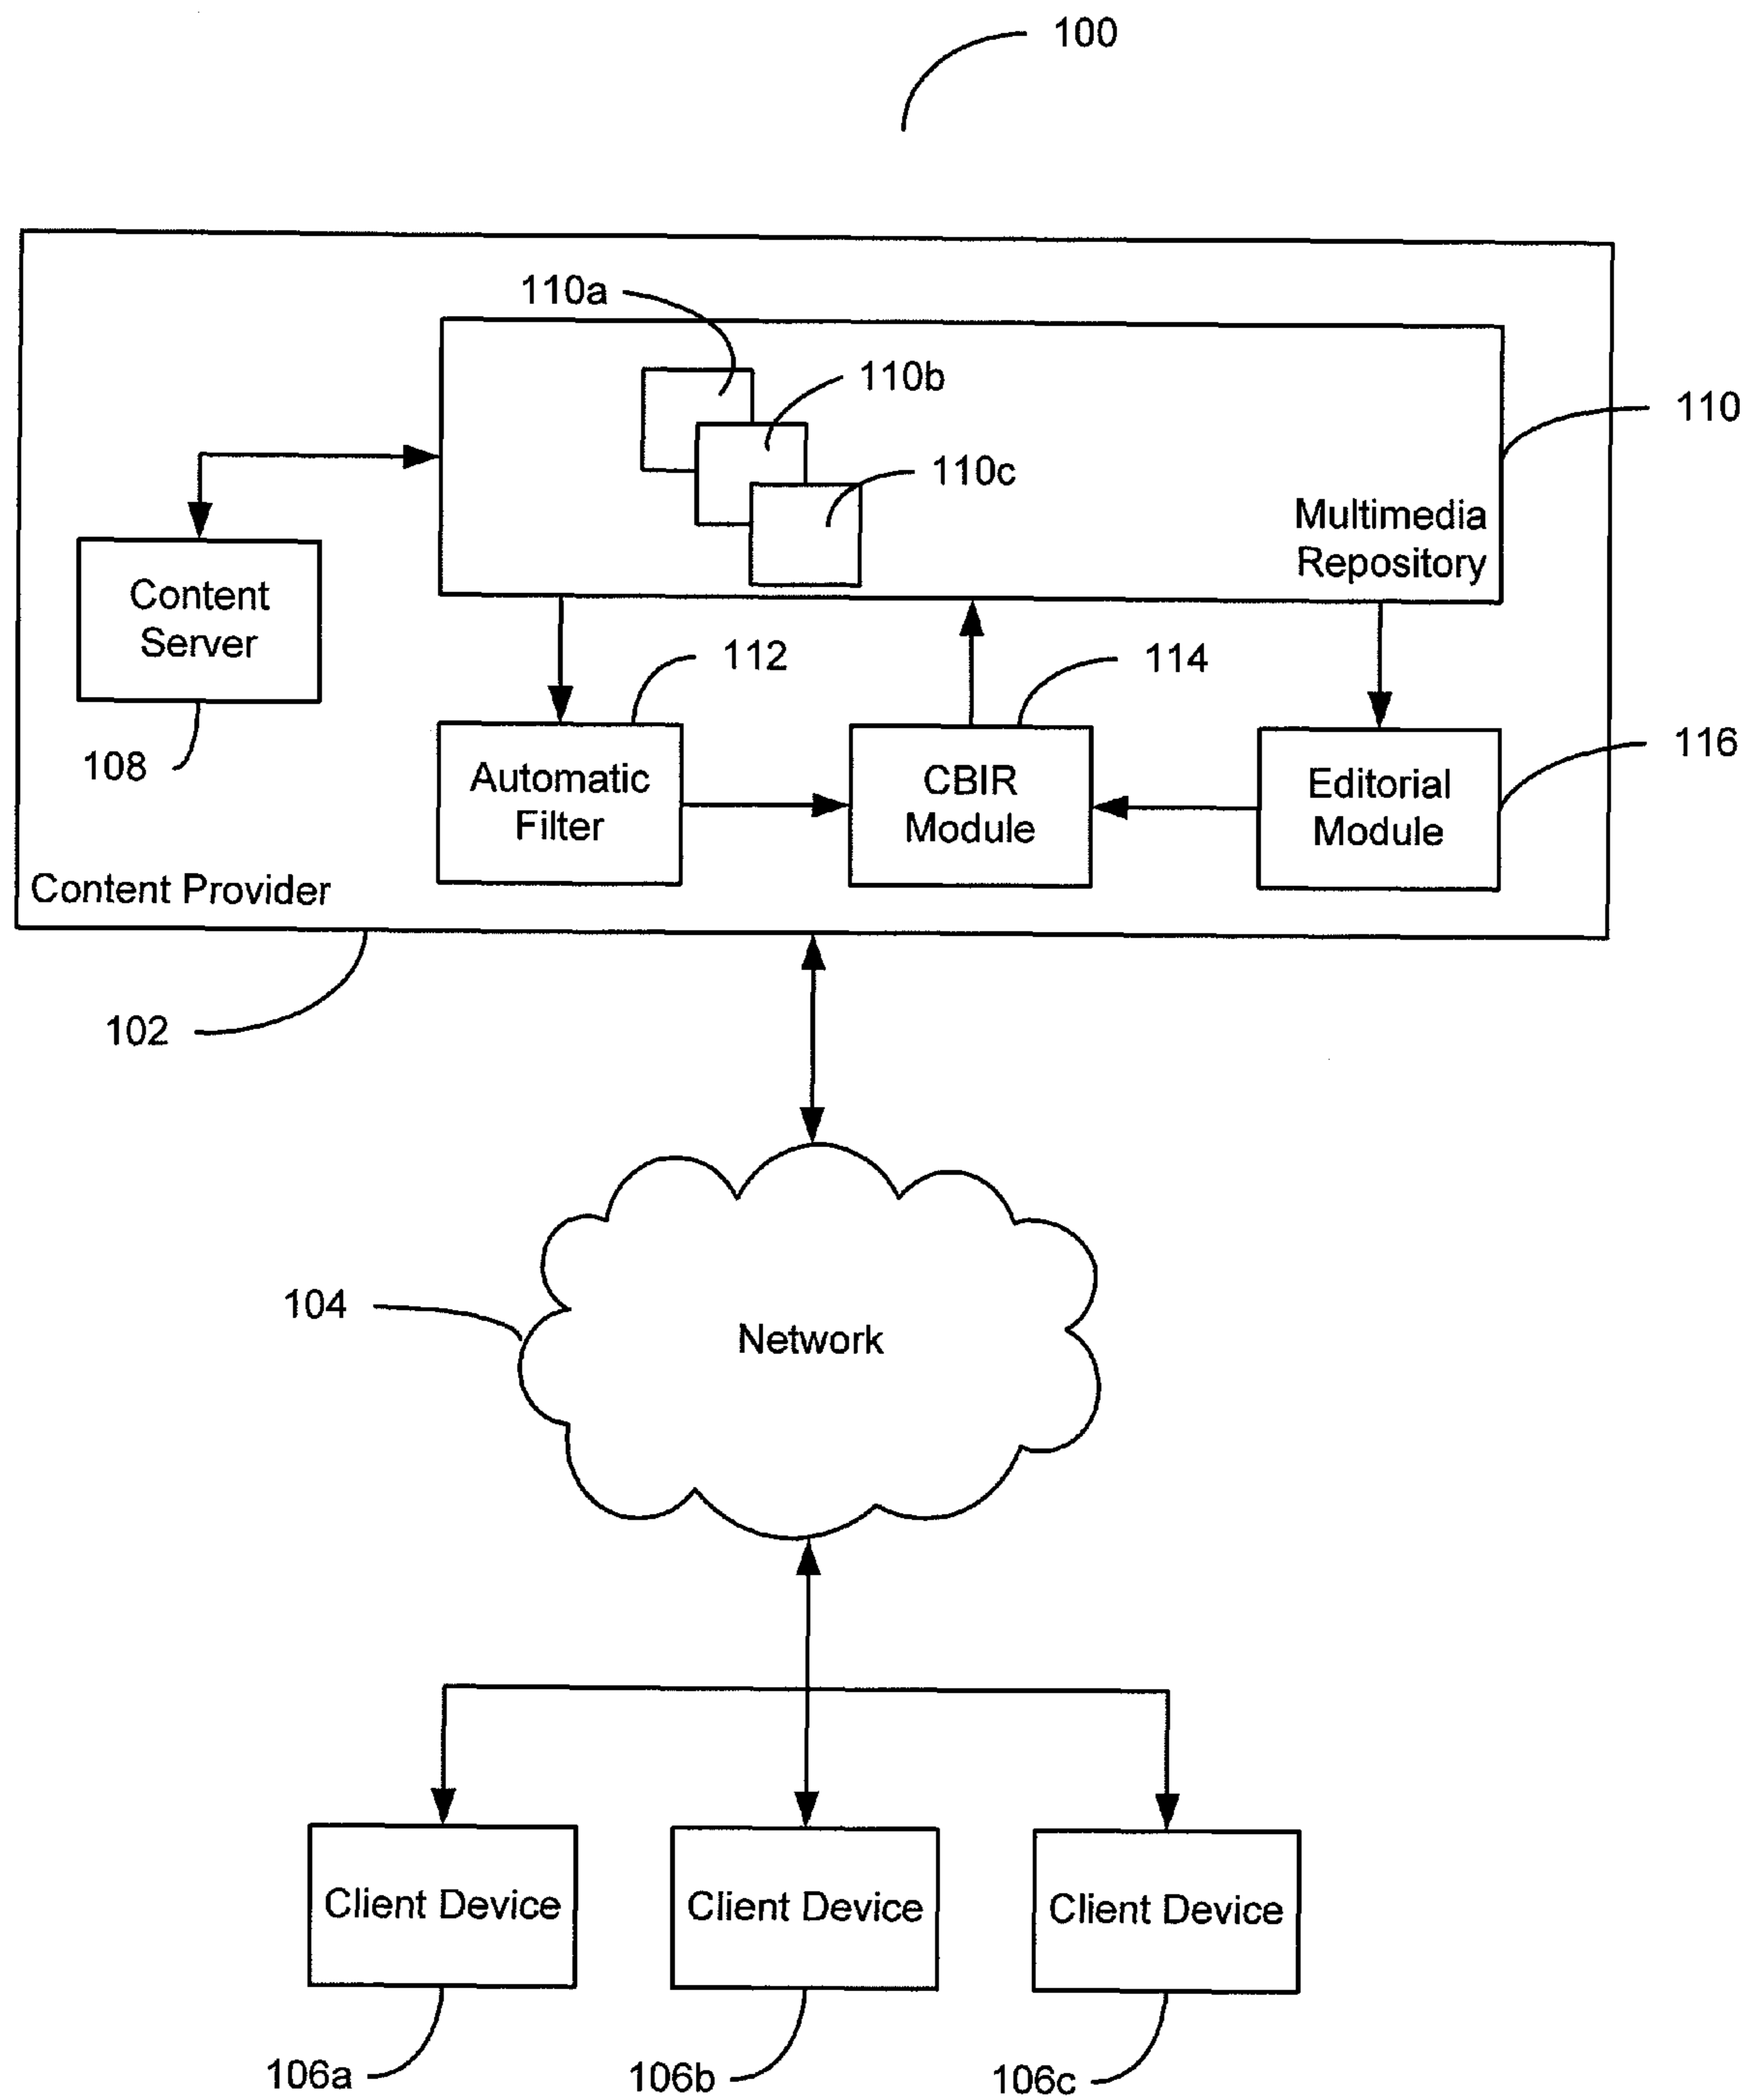 100
110a
110b
110
110c
Multimedia
Repository
Content
Server
112
114
108
116
Automatic
Filter
CBIR
Module
Editorial
Module
Content Provider
102
104
Network
Client Device
Client Device
Client Device
106a
106b
106c